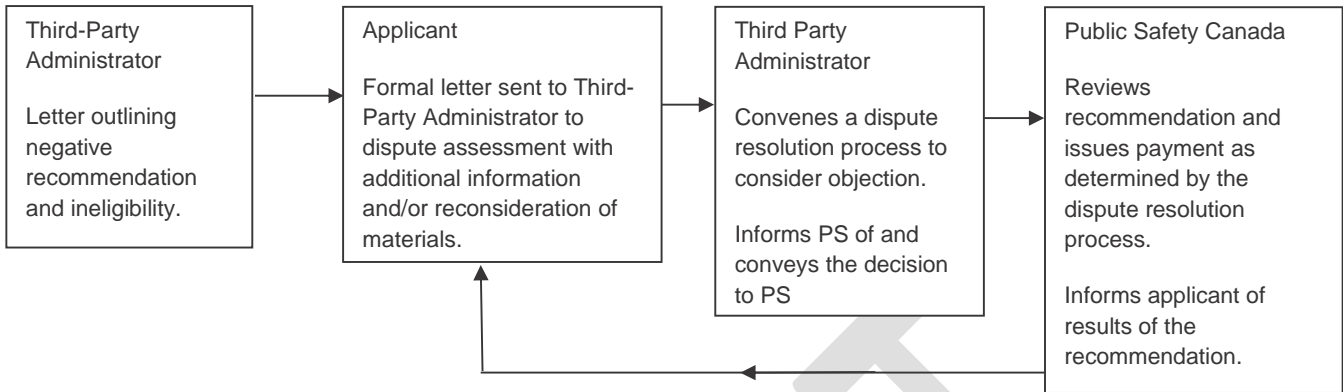 Third-Party
Administrator
Letter outlining
negative
recommendation
and ineligibility.
Applicant
Formal letter sent to Third-
Party Administrator to
dispute assessment with
additional information
and/or reconsideration of
materials.
Third Party
Administrator
Convenes a dispute
resolution process to
consider objection.
Informs PS of and
conveys the decision
to PS
Public Safety Canada
Reviews
recommendation and
issues payment as
determined by the
dispute resolution
process.
Informs applicant of
results of the
recommendation.